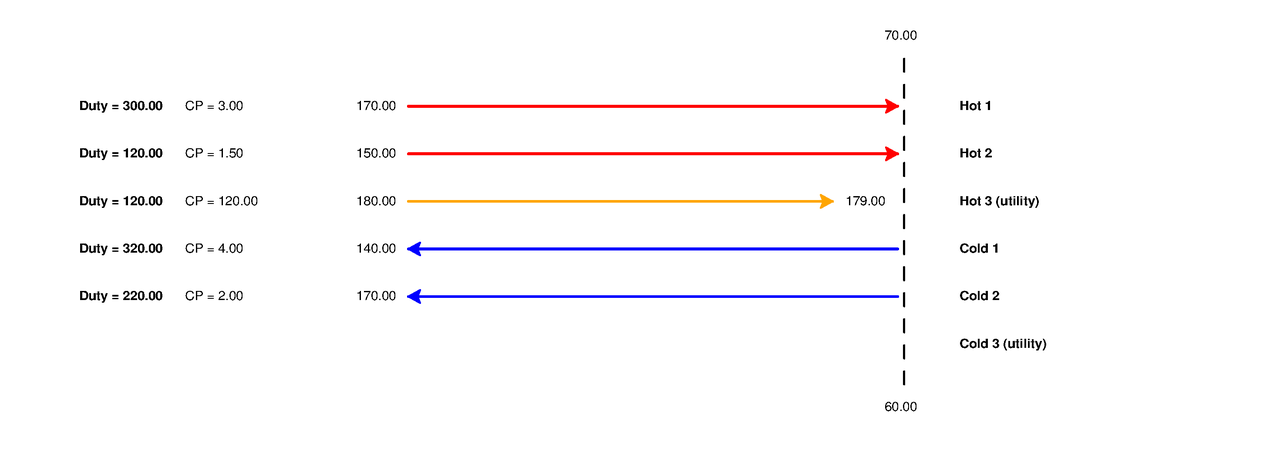 70.00
Duty = 300.00 CP = 3.00 170.00 Hot 1
Duty = 120.00 CP = 1.50 150.00 Hot 2
Duty = 120.00 CP = 120.00 180.00 179.00 Hot 3 (utility)
Duty = 320.00 CP = 4.00 140.00 Cold 1
Duty = 220.00 CP = 2.00 170.00 Cold 2
Cold 3 (utility)
60.00